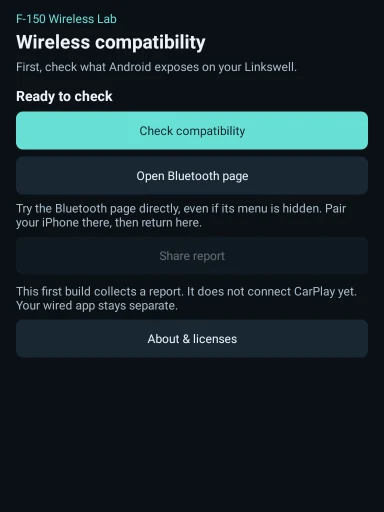 F-150 Wireless Lab
Wireless compatibility
First, check what Android exposes on your Linkswell.
Ready to check
Check compatibility
Open Bluetooth page
Try the Bluetooth page directly, even if its menu is hidden. Pair
your iPhone there, then return here.
Share report
This first build collects a report. It does not connect CarPlay yet.
Your wired app stays separate.
About & licenses